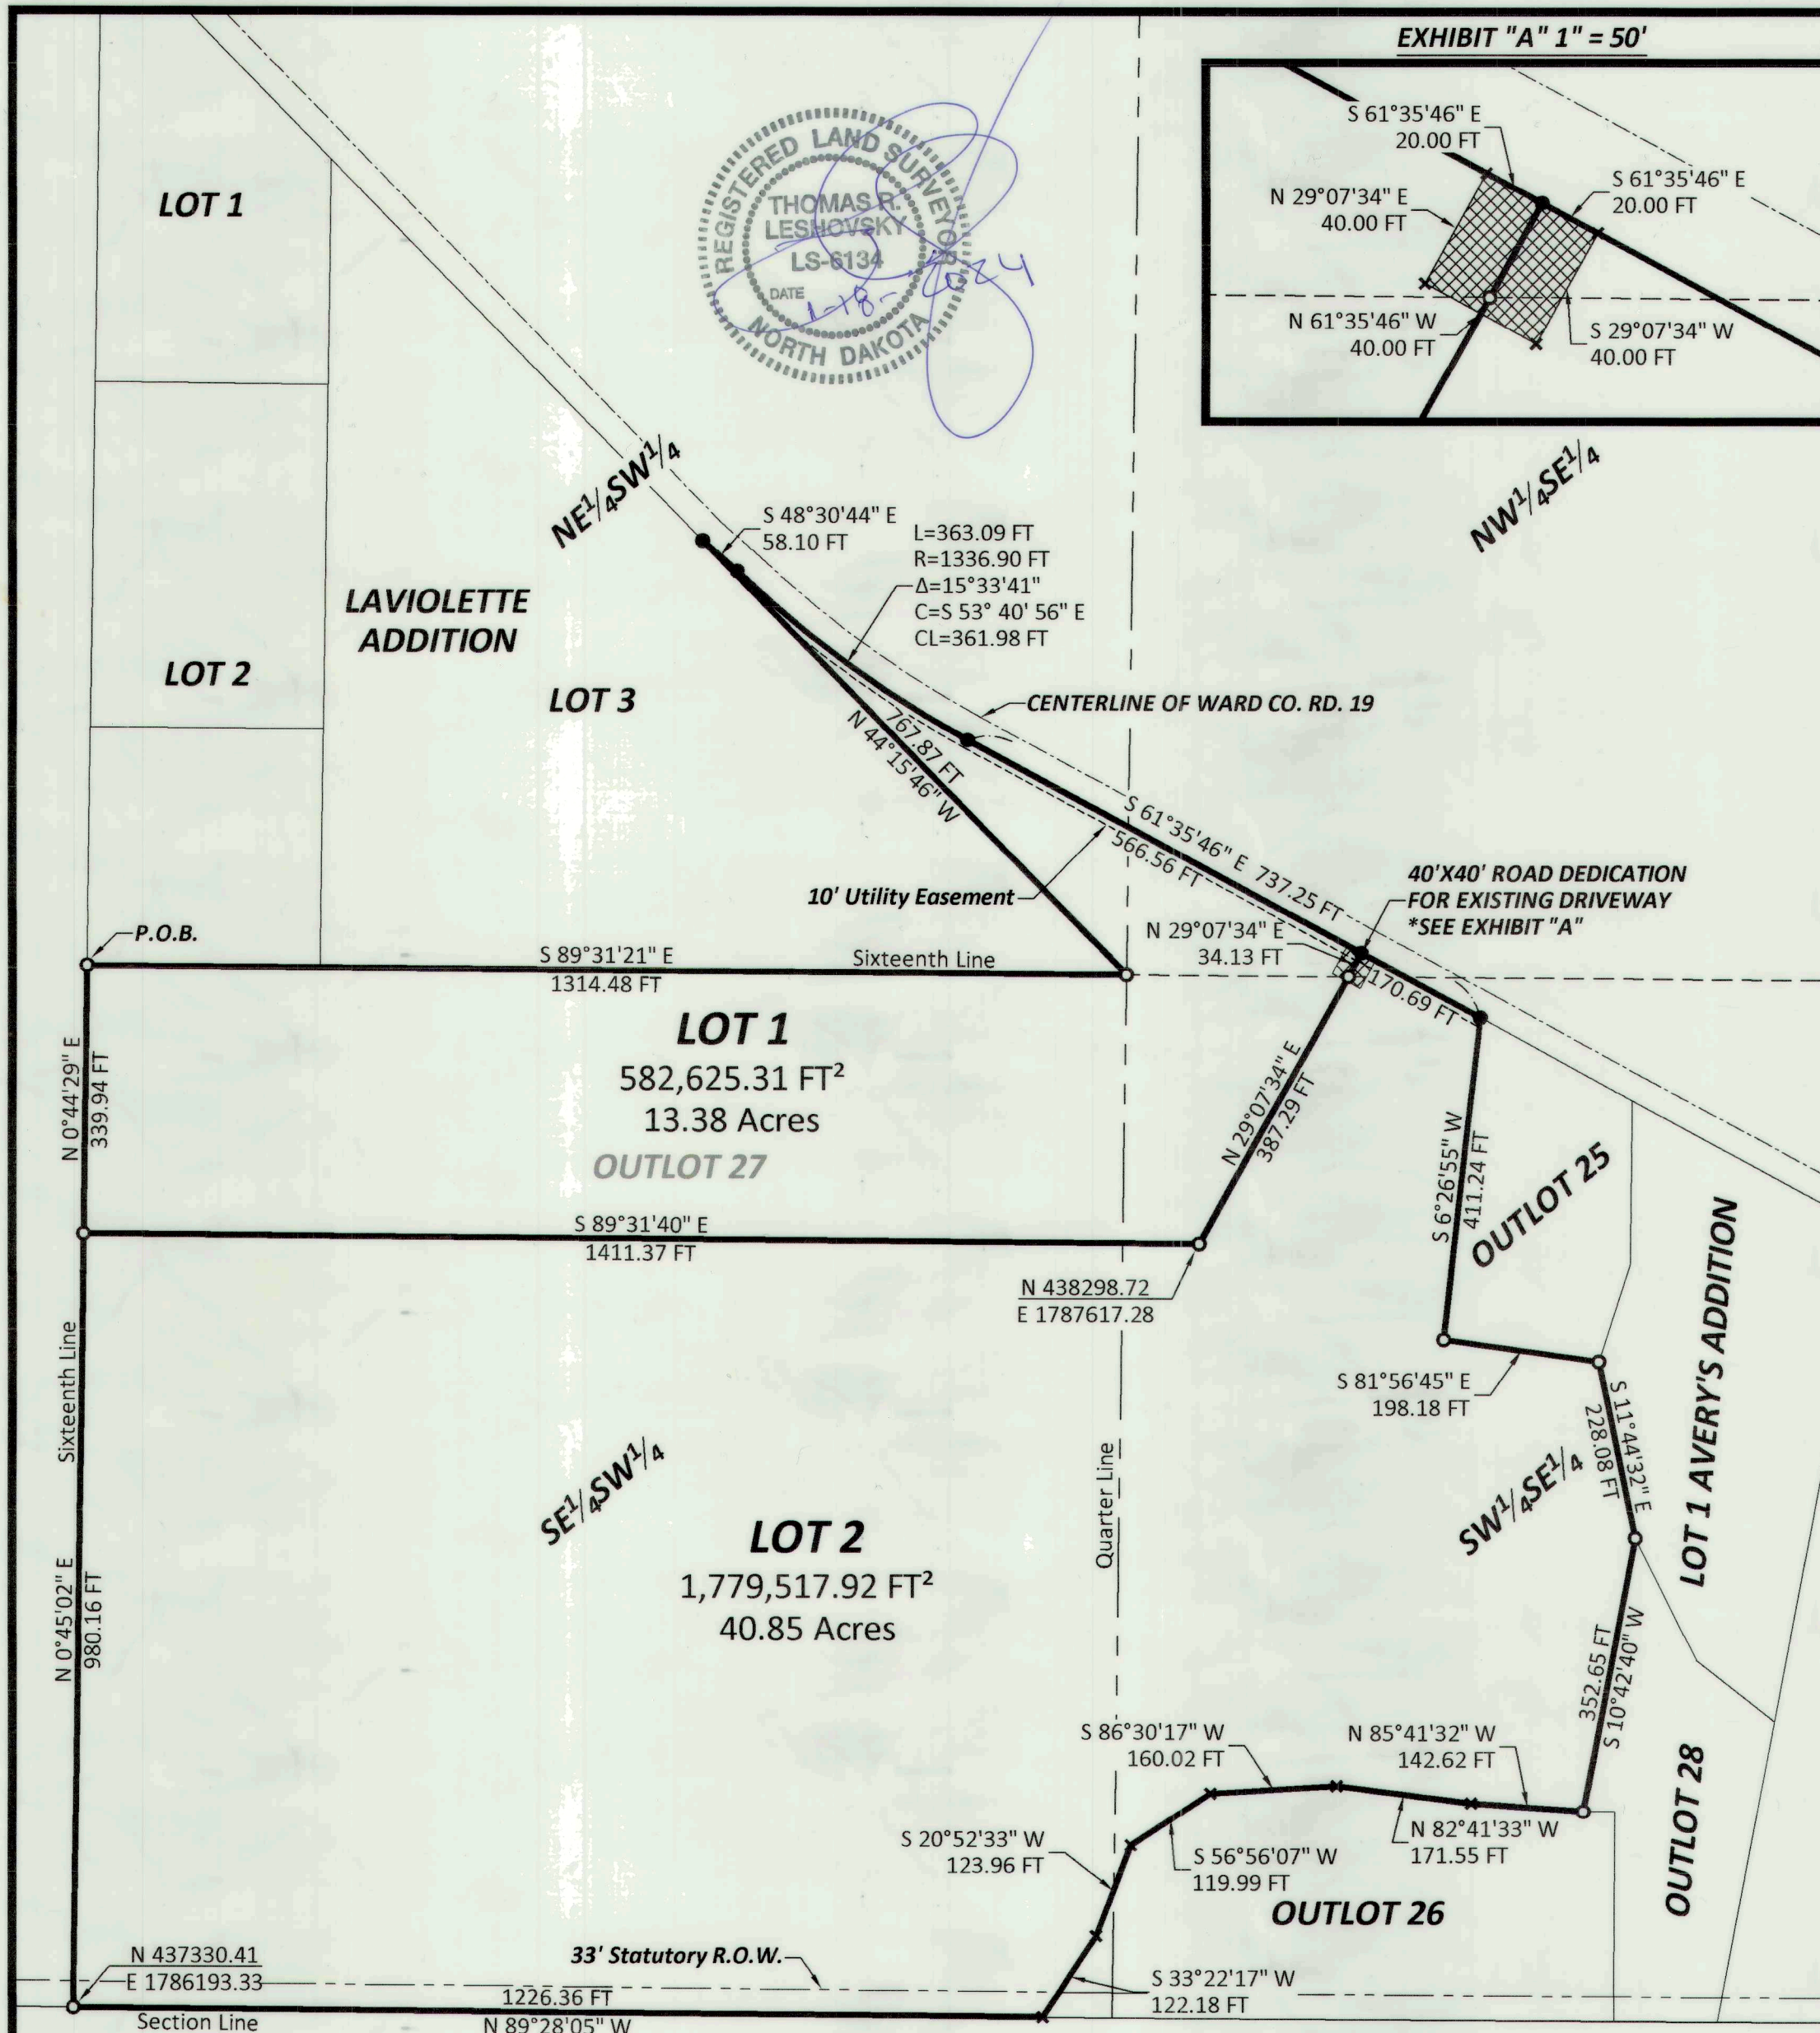 EXHIBIT "A" 1" = 50'
S 61°35'46" E
20.00 FT
S 61°35'46" E
20.00 FT
N 29°07'34" E
40.00 FT
N 61°35'46" W
40.00 FT
S 29°07'34" W
40.00 FT
REGISTERED LAND SURVEYOR
THOMAS R.
LESHOVSKY
LS-6134
DATE
1-18-2024
NORTH DAKOTA
LOT 1
NE1/4SW1/4
NW1/4SE1/4
S 48°30'44" E
58.10 FT
L=363.09 FT
R=1336.90 FT
Δ=15°33'41"
C=S 53° 40' 56" E
CL=361.98 FT
LAVIOLETTE
ADDITION
LOT 2
LOT 3
CENTERLINE OF WARD CO. RD. 19
767.87 FT
N 44°15'46" W
S 61°35'46" E 737.25 FT
566.56 FT
10' Utility Easement
40'X40' ROAD DEDICATION
FOR EXISTING DRIVEWAY
*SEE EXHIBIT "A"
P.O.B.
N 29°07'34" E
34.13 FT
170.69 FT
S 89°31'21" E
1314.48 FT
Sixteenth Line
LOT 1
582,625.31 FT²
13.38 Acres
OUTLOT 27
N 0°44'29" E
339.94 FT
N 29°07'34" E
387.29 FT
S 6°26'55" W
411.24 FT
OUTLOT 25
S 89°31'40" E
1411.37 FT
N 438298.72
E 1787617.28
LOT 1 AVERY'S ADDITION
S 81°56'45" E
198.18 FT
S 11°44'32" E
228.08 FT
Sixteenth Line
SE1/4SW1/4
Quarter Line
SW1/4SE1/4
LOT 2
1,779,517.92 FT²
40.85 Acres
N 0°45'02" E
980.16 FT
352.65 FT
S 10°42'40" W
S 86°30'17" W
160.02 FT
N 85°41'32" W
142.62 FT
S 20°52'33" W
123.96 FT
S 56°56'07" W
119.99 FT
N 82°41'33" W
171.55 FT
OUTLOT 28
OUTLOT 26
N 437330.41
E 1786193.33
33' Statutory R.O.W.
S 33°22'17" W
122.18 FT
1226.36 FT
Section Line
N 89°28'05" W